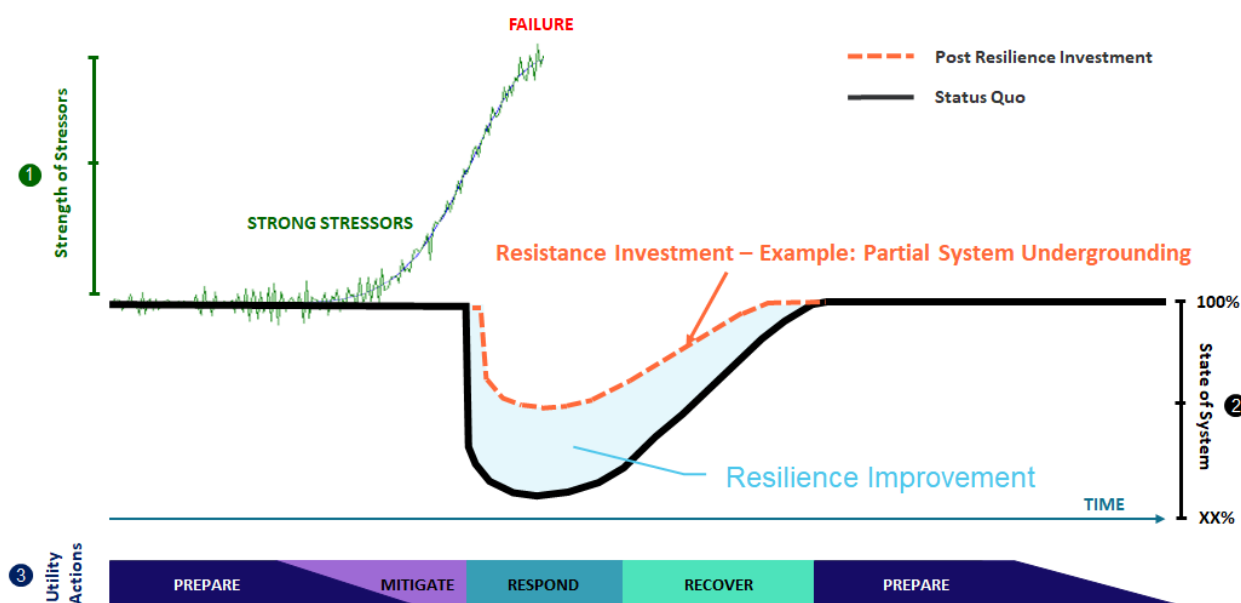 FAILURE
Post Resilience Investment
Status Quo
1
Strength of Stressors
STRONG STRESSORS
Resistance Investment – Example: Partial System Undergrounding
100%
State of System
2
Resilience Improvement
TIME
XX%
3
Utility
Actions
PREPARE
MITIGATE
RESPOND
RECOVER
PREPARE